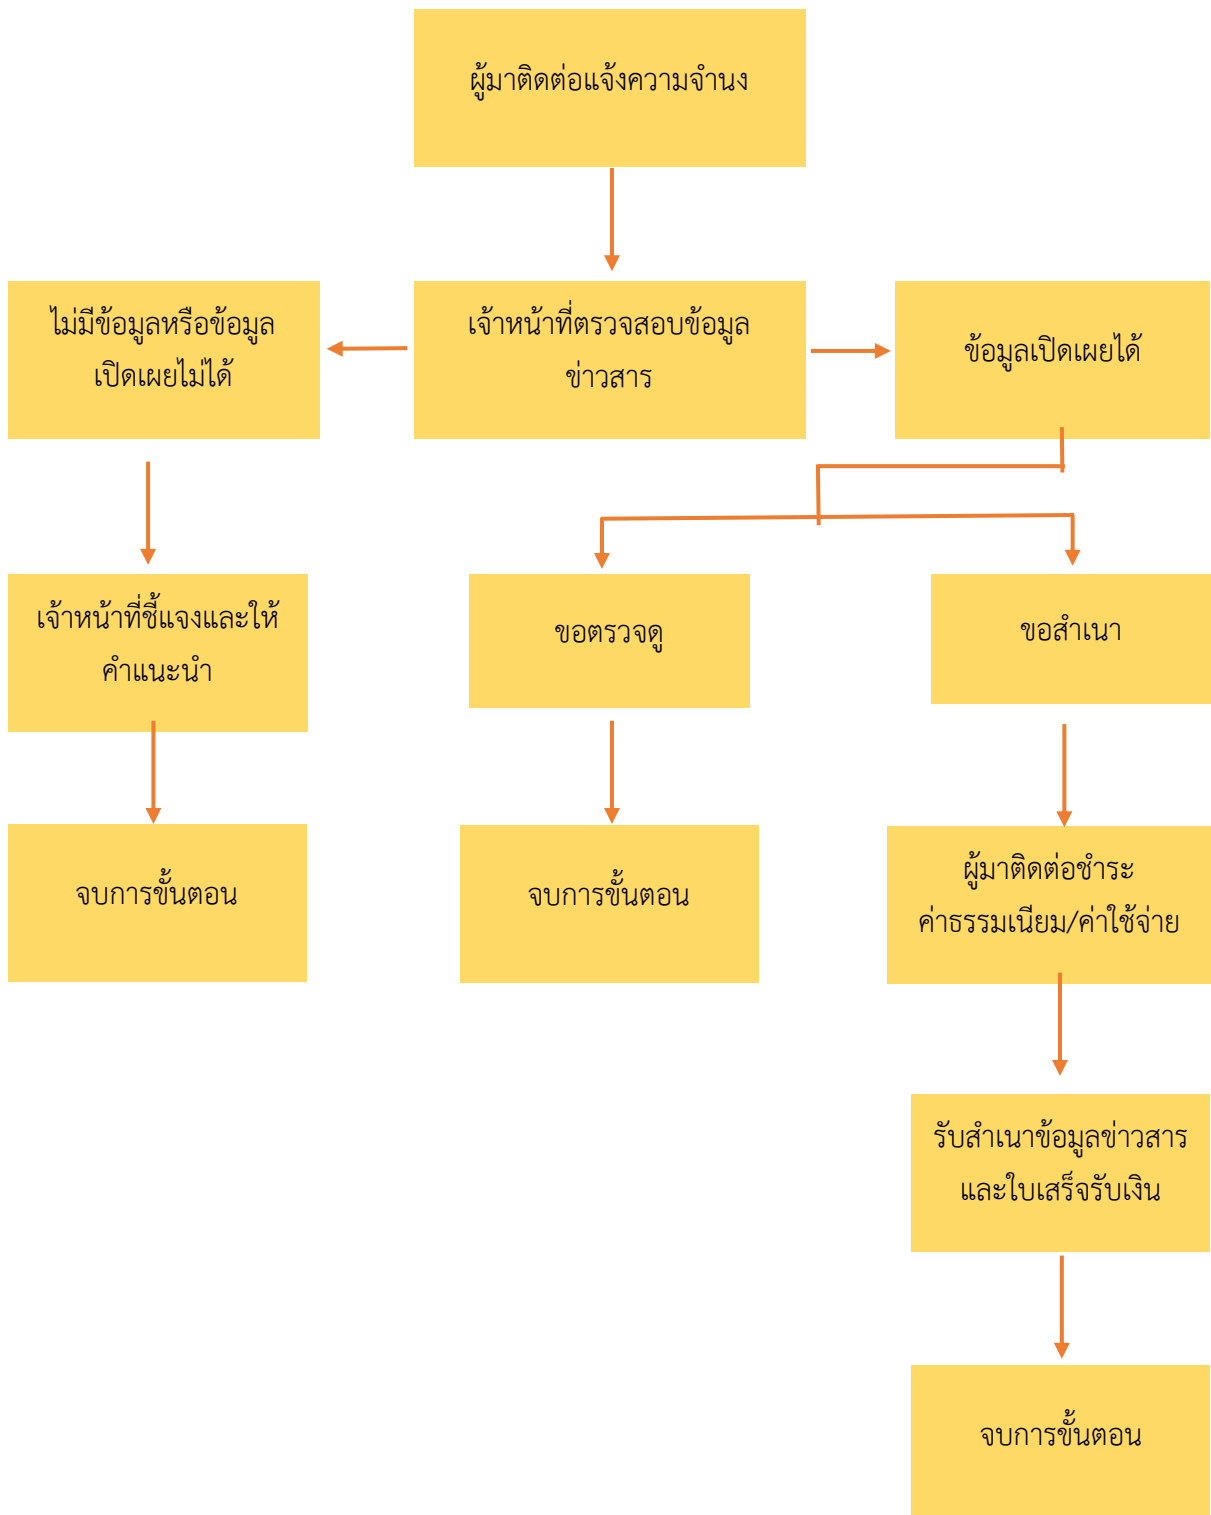 ผู้มาติดต่อแจ้งความจำนง
ไม่มีข้อมูลหรือข้อมูล
เปิดเผยไม่ได้
เจ้าหน้าที่ตรวจสอบข้อมูล
ข่าวสาร
ข้อมูลเปิดเผยได้
เจ้าหน้าที่ชี้แจงและให้
คำแนะนำ
ขอตรวจดู
ขอสำเนา
จบการขั้นตอน
จบการขั้นตอน
ผู้มาติดต่อชำระ
ค่าธรรมเนียม/ค่าใช้จ่าย
รับสำเนาข้อมูลข่าวสาร
และใบเสร็จรับเงิน
จบการขั้นตอน